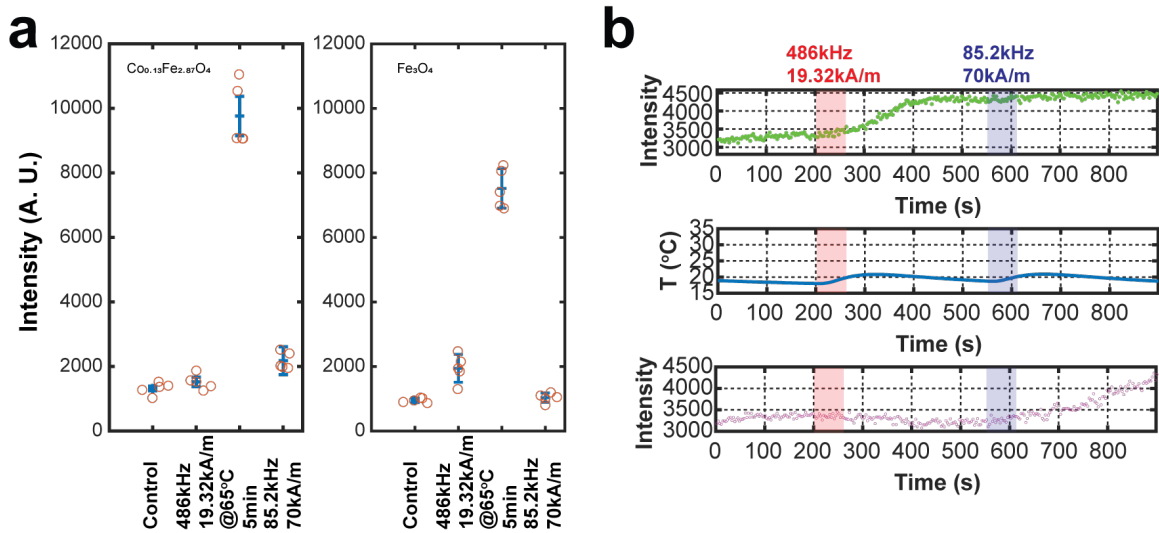 a
12000
10000
8000
6000
4000
2000
0
Intensity (A. U.)
Co₀.₁₃Fe₂.₈₇O₄
Control
486kHz
19.32kA/m
@65°C
5min
85.2kHz
70kA/m
12000
10000
8000
6000
4000
2000
0
Fe₃O₄
Control
486kHz
19.32kA/m
@65°C
5min
85.2kHz
70kA/m
b
486kHz
19.32kA/m
85.2kHz
70kA/m
Intensity
4500
4000
3500
3000
0 100 200 300 400 500 600 700 800
Time (s)
T (°C)
35
30
25
20
15
0 100 200 300 400 500 600 700 800
Time (s)
Intensity
4500
4000
3500
3000
0 100 200 300 400 500 600 700 800
Time (s)